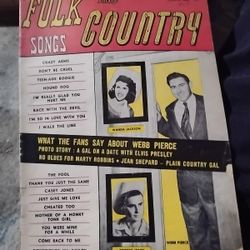 FOLK AND
COUNTRY
SONGS
CRAZY ARMS
DON'T BE CRUEL
TEEN-AGE BOOGIE
HOUND DOG
I'M REALLY GLAD YOU
HURT ME
RACE WITH THE DEVIL
I'M SO IN LOVE WITH YOU
I WALK THE LINE
WANDA JACKSON
WHAT THE FANS SAY ABOUT WEBB PIERCE
PHOTO STORY: A GAL ON A DATE WITH ELVIS PRESLEY
NO BLUES FOR MARTY ROBBINS • JEAN SHEPARD - PLAIN COUNTRY GAL
THE FOOL
THANK YOU JUST THE SAME
CASEY JONES
JUST GIVE ME LOVE
CHEATED TOO
MOTHER OF A HONKY
TONK GIRL
YOU WERE MINE
FOR A WHILE
COME BACK TO ME
WEBB PIERCE